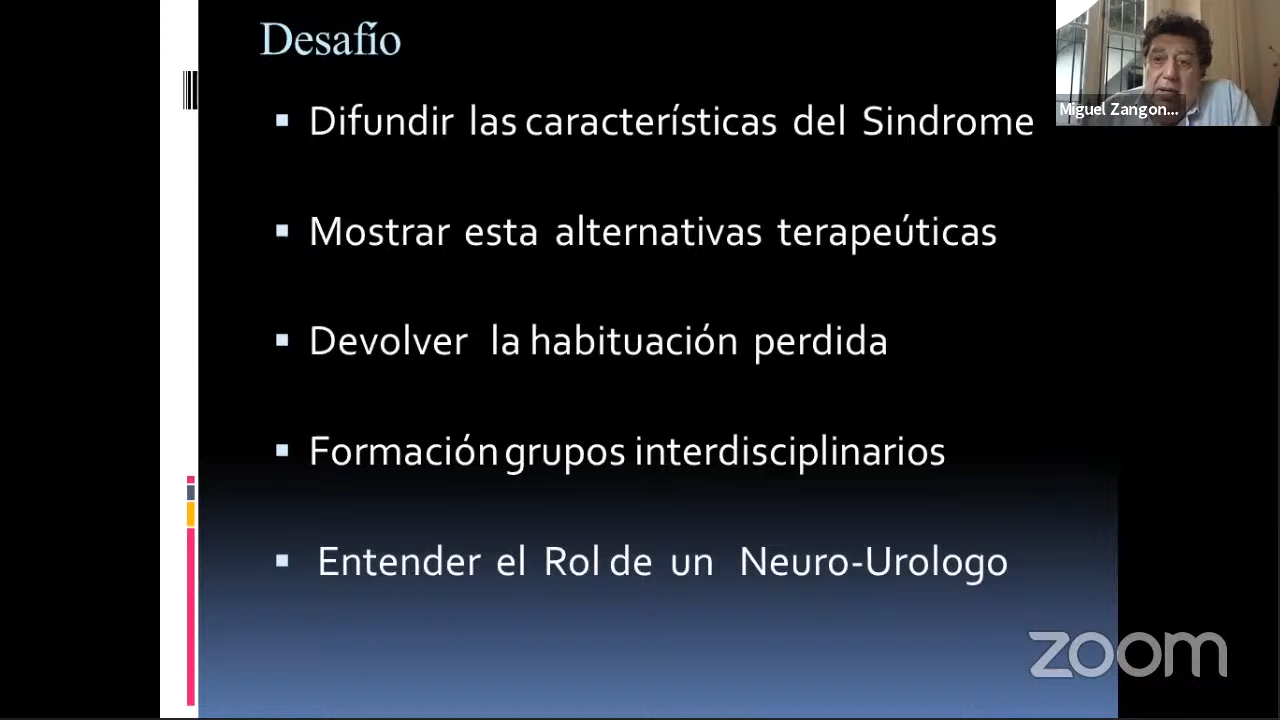 Desafío
Difundir las características del Sindrome
Mostrar esta alternativas terapeúticas
Devolver la habituación perdida
Formación grupos interdisciplinarios
Entender el Rol de un Neuro-Urologo
Miguel Zangon...
zoom